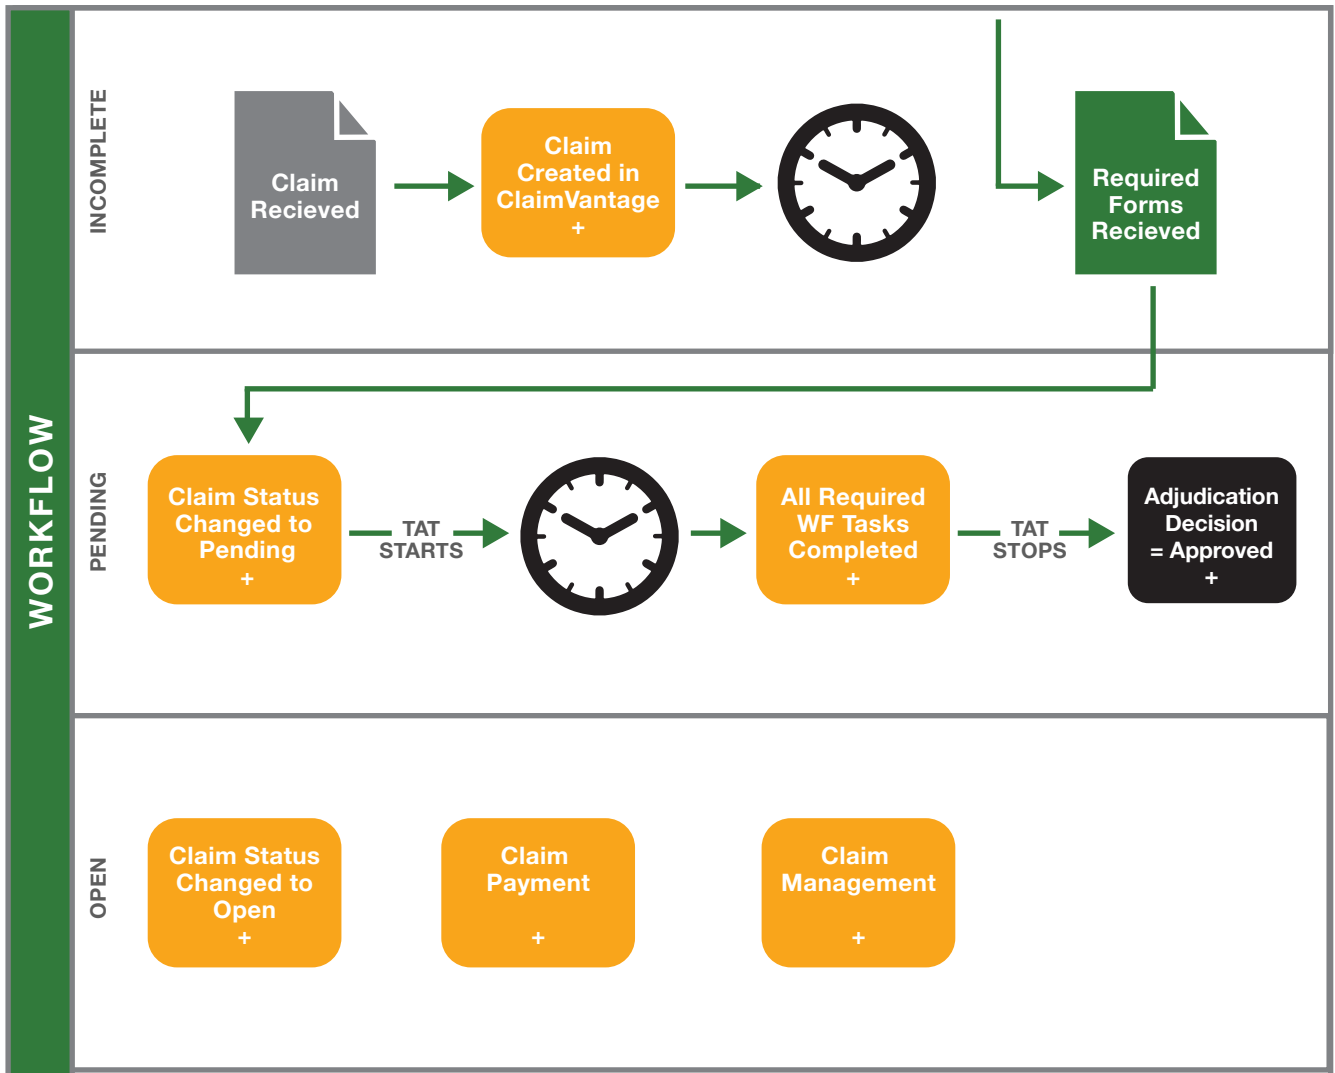 WORKFLOW
INCOMPLETE
Claim
Recieved
Claim
Created in
ClaimVantage
+
Required
Forms
Recieved
PENDING
Claim Status
Changed to
Pending
+
TAT
STARTS
All Required
WF Tasks
Completed
+
TAT
STOPS
Adjudication
Decision
= Approved
+
OPEN
Claim Status
Changed to
Open
+
Claim
Payment
+
Claim
Management
+